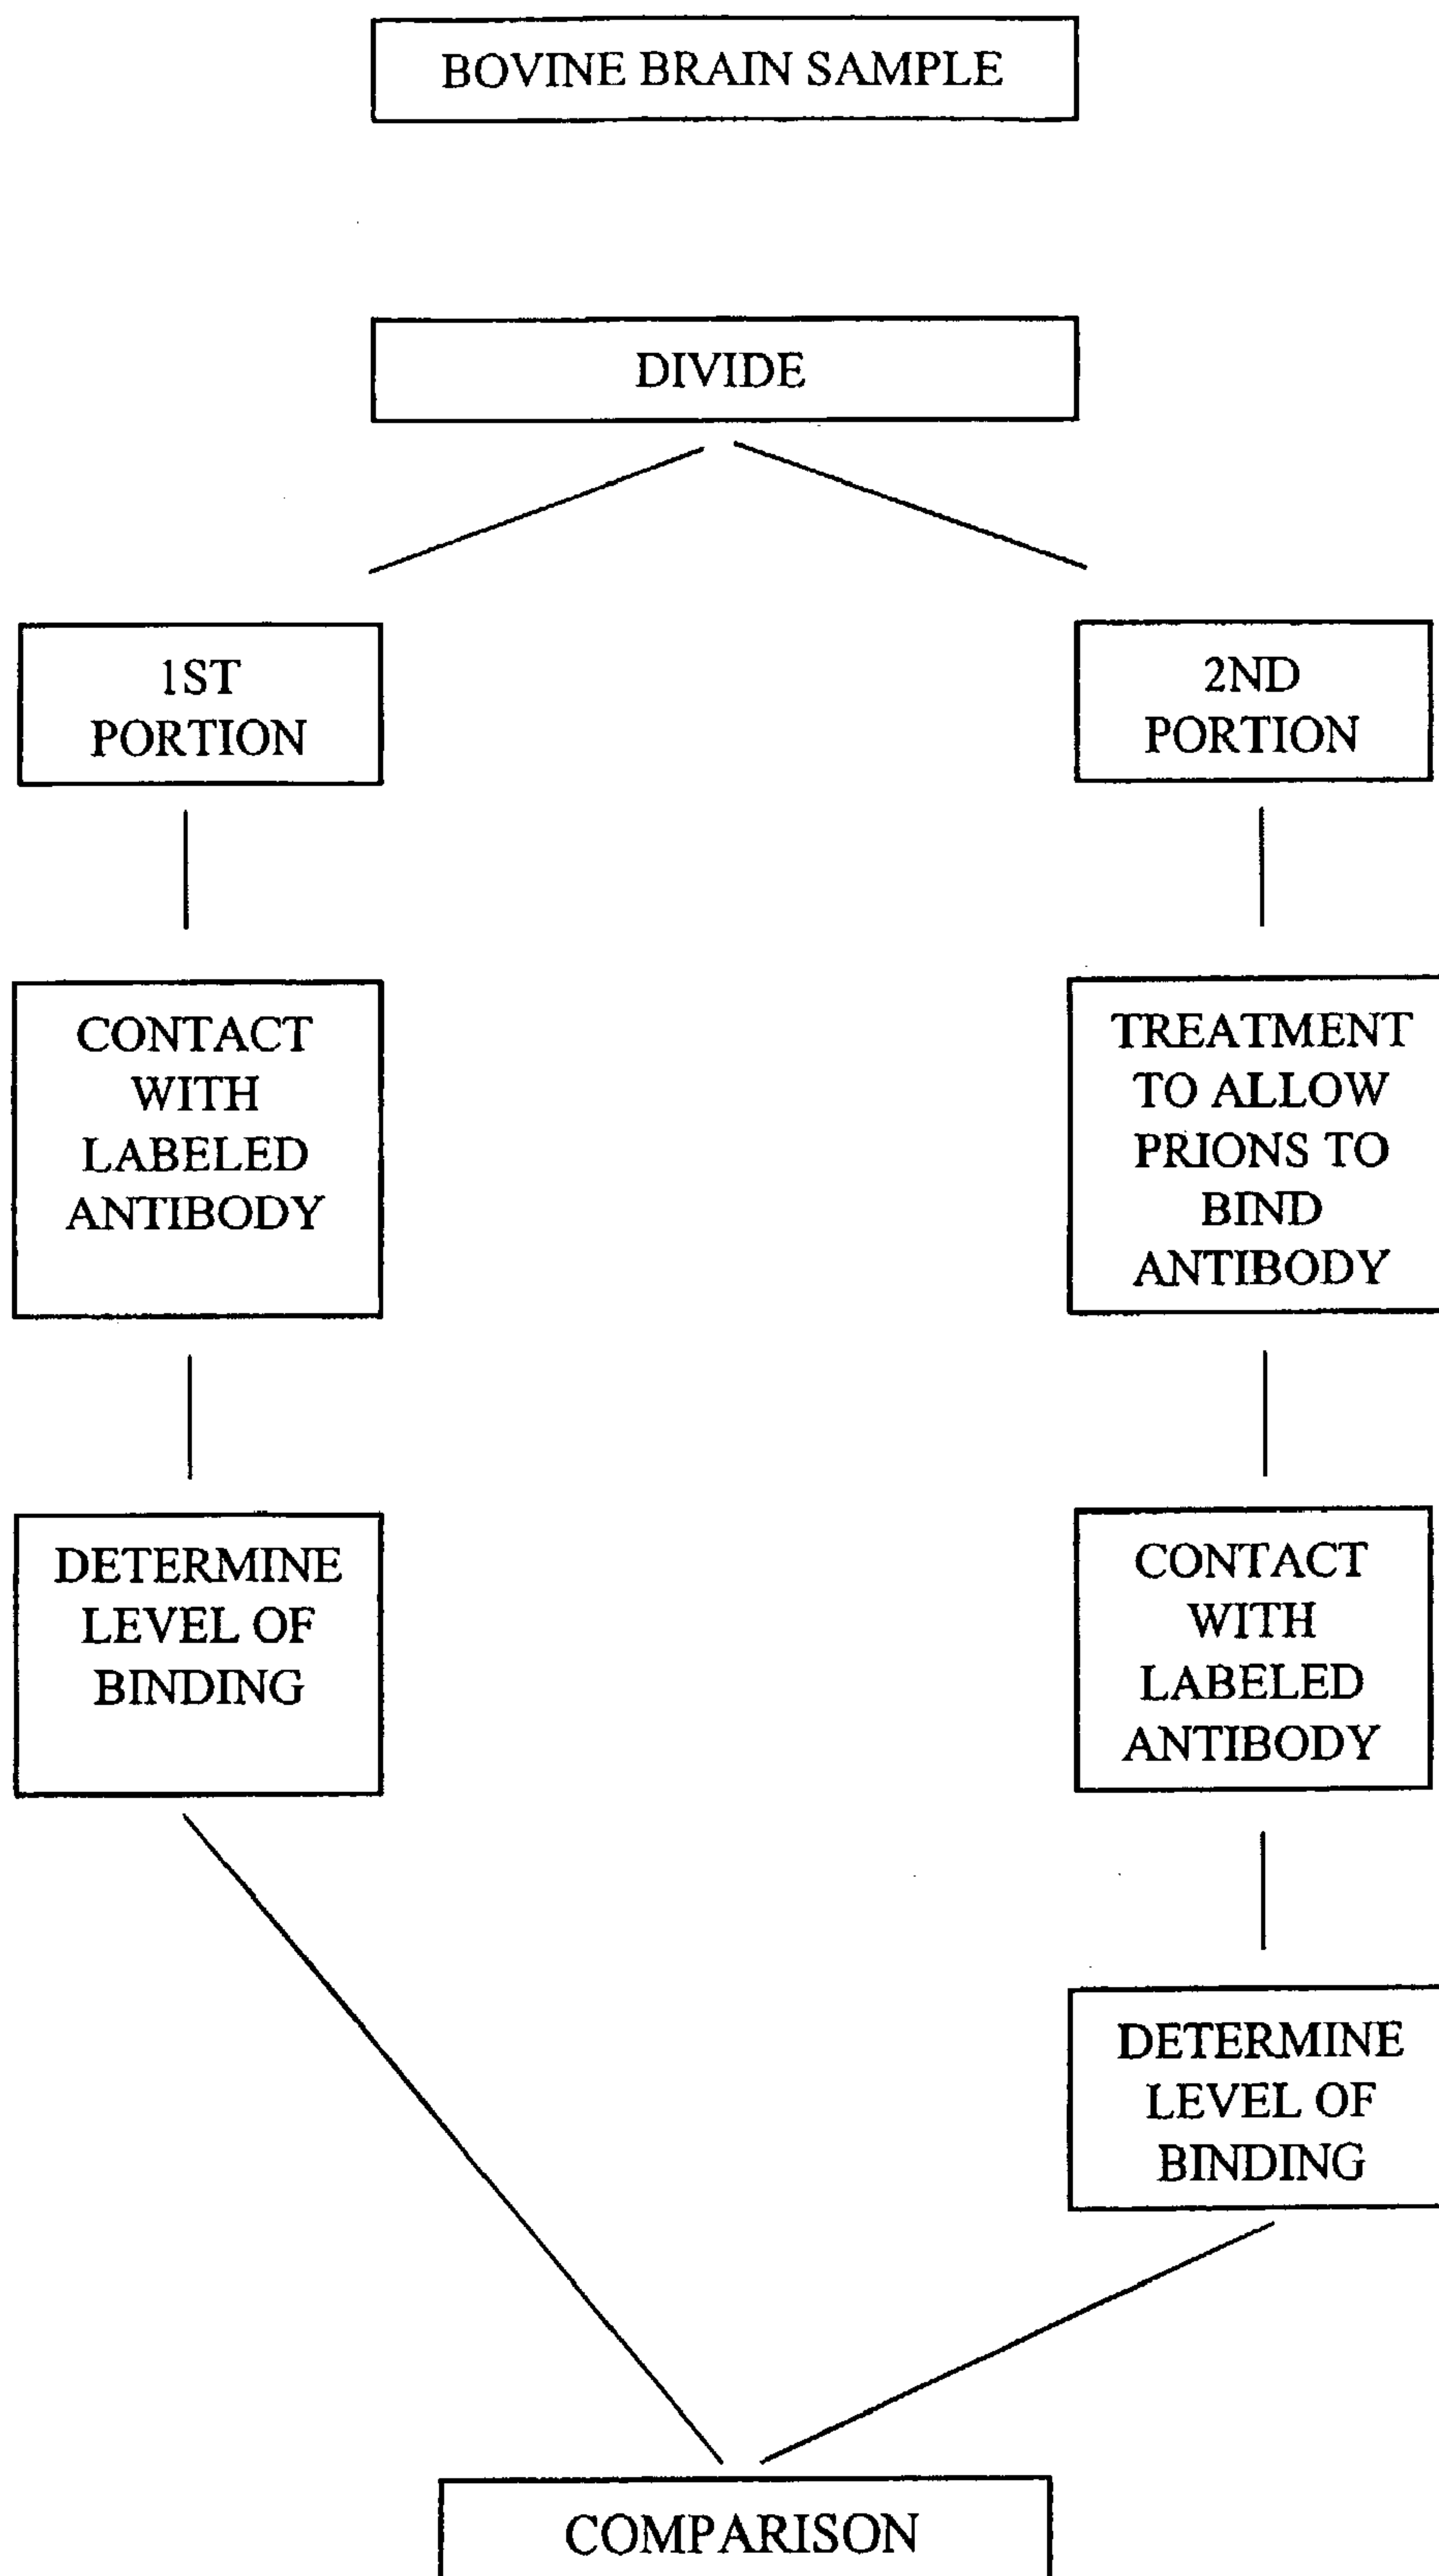 BOVINE BRAIN SAMPLE
DIVIDE
1ST
PORTION
2ND
PORTION
CONTACT
WITH
LABELED
ANTIBODY
TREATMENT
TO ALLOW
PRIONS TO
BIND
ANTIBODY
DETERMINE
LEVEL OF
BINDING
CONTACT
WITH
LABELED
ANTIBODY
DETERMINE
LEVEL OF
BINDING
COMPARISON